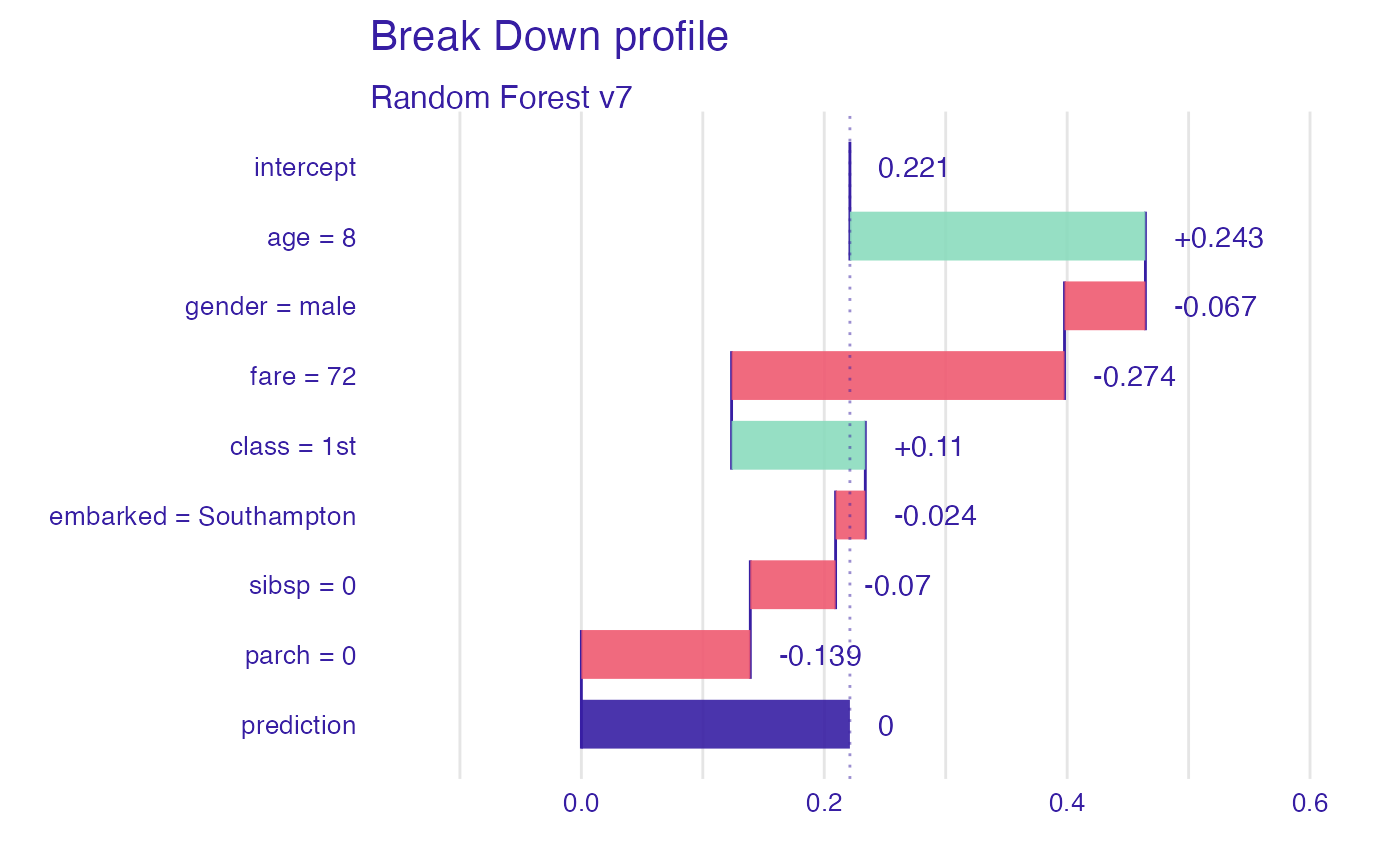 Break Down profile
Random Forest v7
intercept 0.221
age = 8 +0.243
gender = male -0.067
fare = 72 -0.274
class = 1st +0.11
embarked = Southampton -0.024
sibsp = 0 -0.07
parch = 0 -0.139
prediction 0
0.0 0.2 0.4 0.6